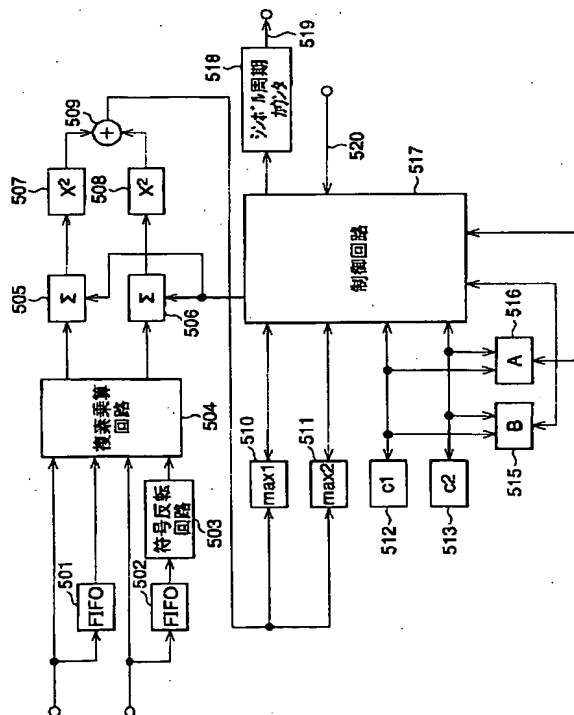 501
FIFO
502
FIFO
符号反転
回路
503
複素乗算
回路
504
505
Σ
Σ
506
507
X²
X²
508
509
+
510
max1
max2
511
c1
512
c2
513
B
515
A
516
制御回路
517
シンボル周期
カウンタ
518
519
520